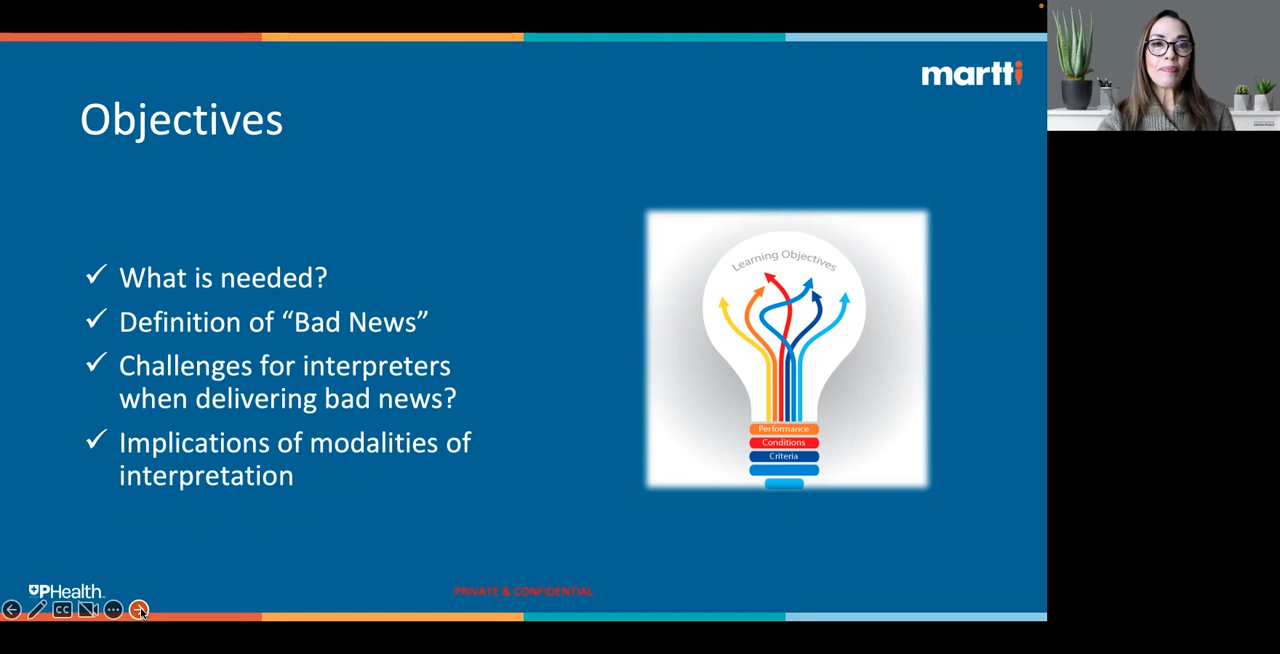 martti
Objectives
What is needed?
Definition of “Bad News”
Challenges for interpreters
when delivering bad news?
Implications of modalities of
interpretation
Learning Objectives
Performance
Conditions
Criteria
UPHealth
PRIVATE & CONFIDENTIAL
CC